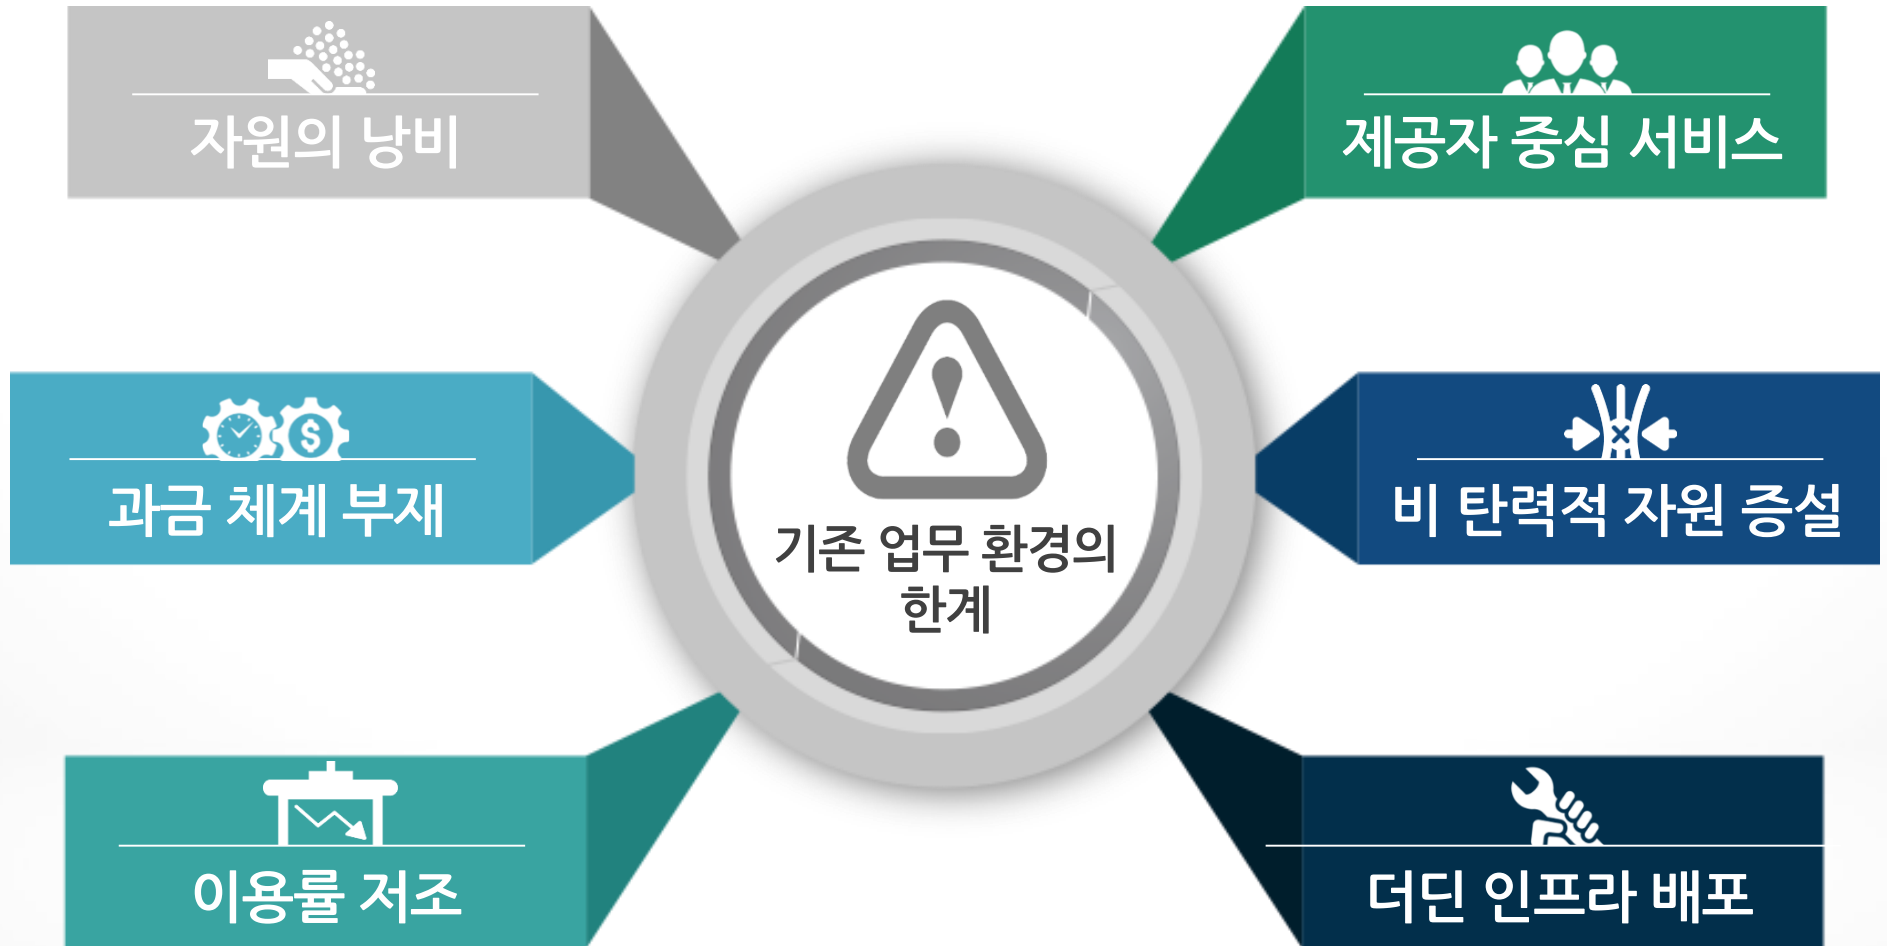 자원의 낭비
제공자 중심 서비스
과금 체계 부재
기존 업무 환경의
한계
비 탄력적 자원 증설
이용률 저조
더딘 인프라 배포